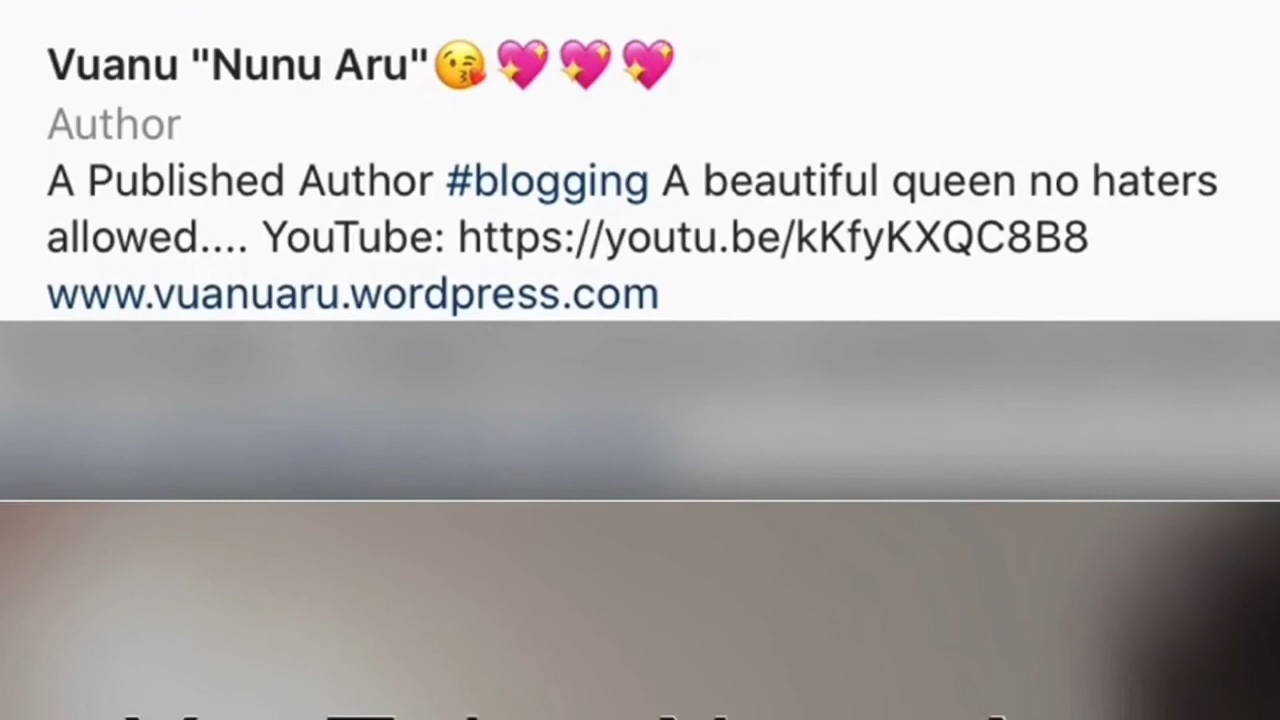 Vuanu "Nunu Aru"😘💖💖💖
Author
A Published Author #blogging A beautiful queen no haters
allowed.... YouTube: https://youtu.be/kKfyKXQC8B8
www.vuanuaru.wordpress.com